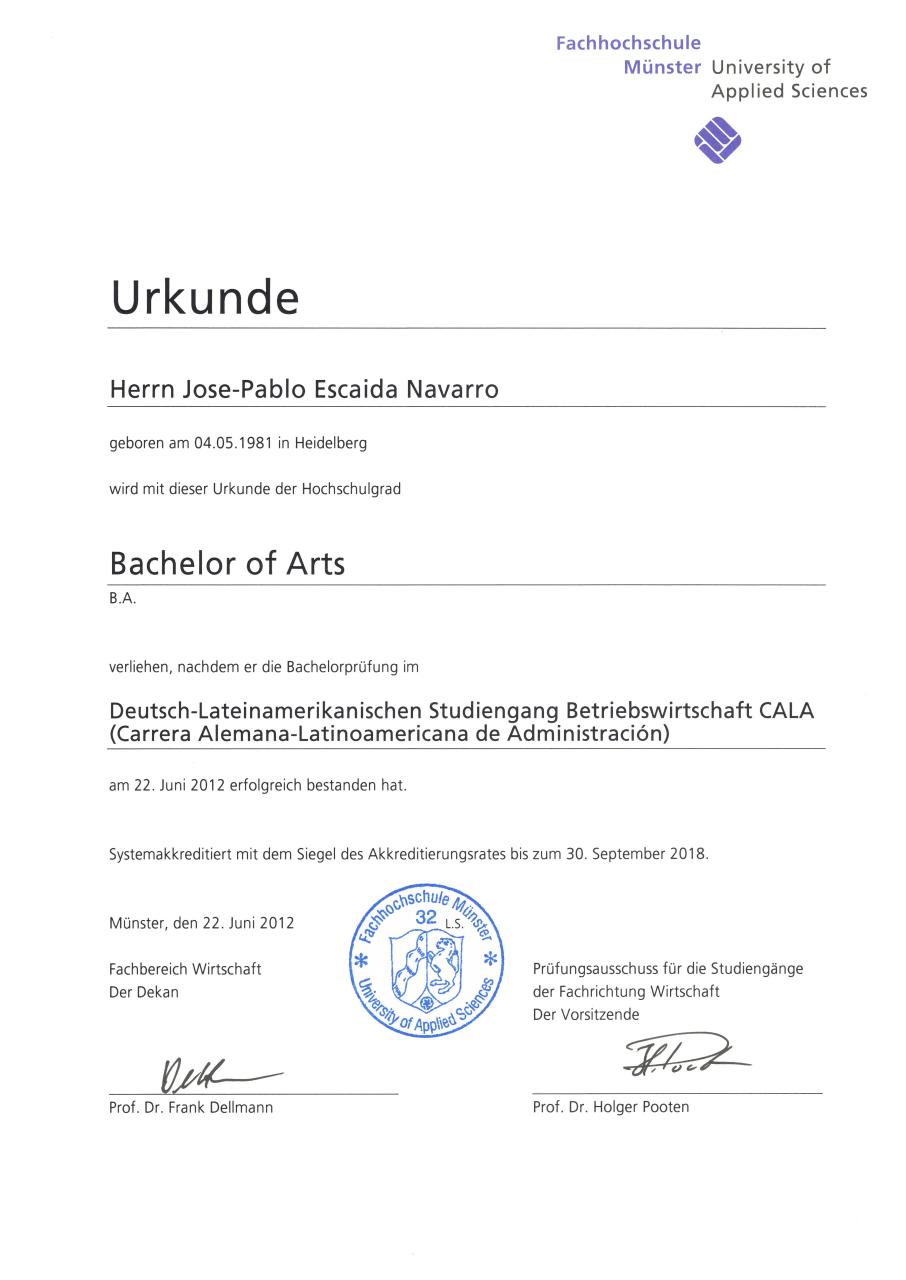 Fachhochschule
Münster University of
Applied Sciences
Urkunde
Herrn Jose-Pablo Escaida Navarro
geboren am 04.05.1981 in Heidelberg
wird mit dieser Urkunde der Hochschulgrad
Bachelor of Arts
B.A.
verliehen, nachdem er die Bachelorprüfung im
Deutsch-Lateinamerikanischen Studiengang Betriebswirtschaft CALA
(Carrera Alemana-Latinoamericana de Administración)
am 22. Juni 2012 erfolgreich bestanden hat.
Systemakkreditiert mit dem Siegel des Akkreditierungsrates bis zum 30. September 2018.
Münster, den 22. Juni 2012
Fachhochschule Münster
32
L.S.
University of Applied Sciences
Fachbereich Wirtschaft
Der Dekan
Prüfungsausschuss für die Studiengänge
der Fachrichtung Wirtschaft
Der Vorsitzende
Prof. Dr. Frank Dellmann
Prof. Dr. Holger Pooten